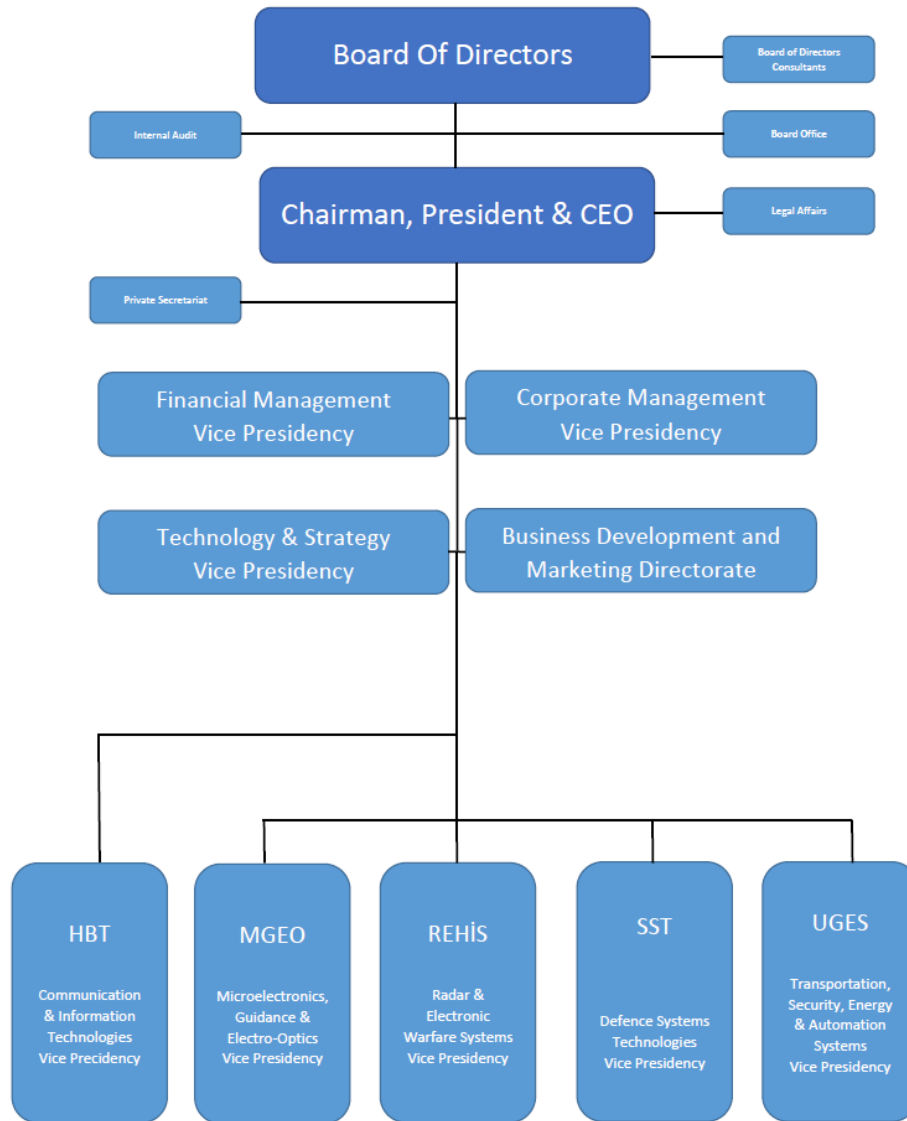 Board Of Directors
Board of Directors
Consultants
Internal Audit
Board Office
Chairman, President & CEO
Legal Affairs
Private Secretariat
Financial Management
Vice Presidency
Corporate Management
Vice Presidency
Technology & Strategy
Vice Presidency
Business Development and
Marketing Directorate
HBT
Communication
& Information
Technologies
Vice Precidency
MGEO
Microelectronics,
Guidance &
Electro-Optics
Vice Presidency
REHİS
Radar &
Electronic
Warfare Systems
Vice Presidency
SST
Defence Systems
Technologies
Vice Presidency
UGES
Transportation,
Security, Energy
& Automation
Systems
Vice Presidency